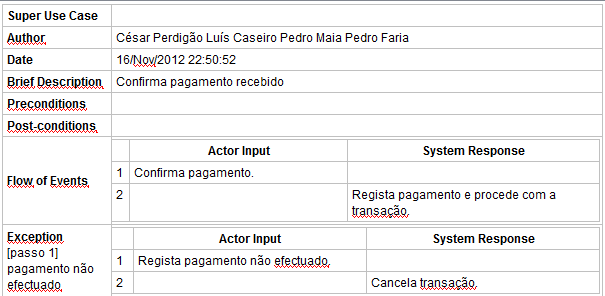 Super Use Case
Author César Perdigão Luís Caseiro Pedro Maia Pedro Faria
Date 16/Nov/2012 22:50:52
Brief Description Confirma pagamento recebido
Preconditions
Post-conditions
Flow of Events
Actor Input System Response
1 Confirma pagamento.
2 Regista pagamento e procede com a
transação.
Exception
[passo 1]
pagamento não
efectuado
Actor Input System Response
1 Regista pagamento não efectuado.
2 Cancela transação.